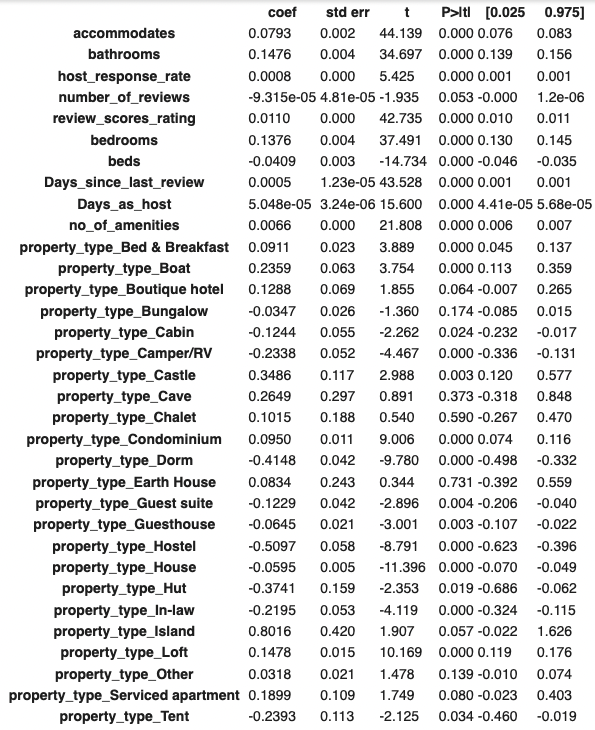 coef std err t P>|t| [0.025 0.975]
accommodates 0.0793 0.002 44.139 0.000 0.076 0.083
bathrooms 0.1476 0.004 34.697 0.000 0.139 0.156
host_response_rate 0.0008 0.000 5.425 0.000 0.001 0.001
number_of_reviews -9.315e-05 4.81e-05 -1.935 0.053 -0.000 1.2e-06
review_scores_rating 0.0110 0.000 42.735 0.000 0.010 0.011
bedrooms 0.1376 0.004 37.491 0.000 0.130 0.145
beds -0.0409 0.003 -14.734 0.000 -0.046 -0.035
Days_since_last_review 0.0005 1.23e-05 43.528 0.000 0.001 0.001
Days_as_host 5.048e-05 3.24e-06 15.600 0.000 4.41e-05 5.68e-05
no_of_amenities 0.0066 0.000 21.808 0.000 0.006 0.007
property_type_Bed & Breakfast 0.0911 0.023 3.889 0.000 0.045 0.137
property_type_Boat 0.2359 0.063 3.754 0.000 0.113 0.359
property_type_Boutique hotel 0.1288 0.069 1.855 0.064 -0.007 0.265
property_type_Bungalow -0.0347 0.026 -1.360 0.174 -0.085 0.015
property_type_Cabin -0.1244 0.055 -2.262 0.024 -0.232 -0.017
property_type_Camper/RV -0.2338 0.052 -4.467 0.000 -0.336 -0.131
property_type_Castle 0.3486 0.117 2.988 0.003 0.120 0.577
property_type_Cave 0.2649 0.297 0.891 0.373 -0.318 0.848
property_type_Chalet 0.1015 0.188 0.540 0.590 -0.267 0.470
property_type_Condominium 0.0950 0.011 9.006 0.000 0.074 0.116
property_type_Dorm -0.4148 0.042 -9.780 0.000 -0.498 -0.332
property_type_Earth House 0.0834 0.243 0.344 0.731 -0.392 0.559
property_type_Guest suite -0.1229 0.042 -2.896 0.004 -0.206 -0.040
property_type_Guesthouse -0.0645 0.021 -3.001 0.003 -0.107 -0.022
property_type_Hostel -0.5097 0.058 -8.791 0.000 -0.623 -0.396
property_type_House -0.0595 0.005 -11.396 0.000 -0.070 -0.049
property_type_Hut -0.3741 0.159 -2.353 0.019 -0.686 -0.062
property_type_In-law -0.2195 0.053 -4.119 0.000 -0.324 -0.115
property_type_Island 0.8016 0.420 1.907 0.057 -0.022 1.626
property_type_Loft 0.1478 0.015 10.169 0.000 0.119 0.176
property_type_Other 0.0318 0.021 1.478 0.139 -0.010 0.074
property_type_Serviced apartment 0.1899 0.109 1.749 0.080 -0.023 0.403
property_type_Tent -0.2393 0.113 -2.125 0.034 -0.460 -0.019